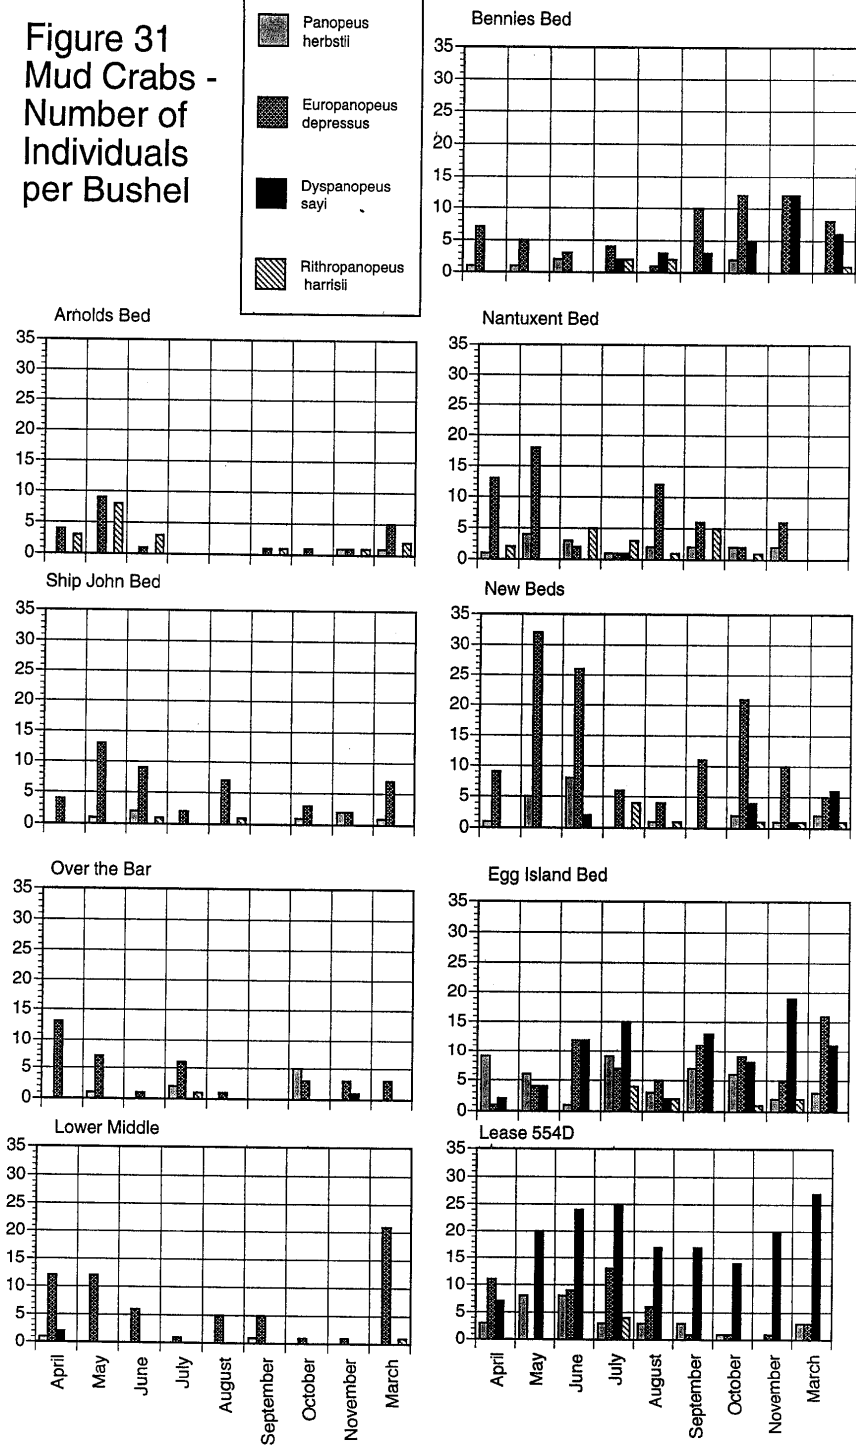 Figure 31
Mud Crabs -
Number of
Individuals
per Bushel
Panopeus
herbstii
Europanopeus
depressus
Dyspanopeus
sayi
Rithropanopeus
harrisii
Bennies Bed
35
30
25
20
15
10
5
0
Arnolds Bed
35
30
25
20
15
10
5
0
Nantuxent Bed
35
30
25
20
15
10
5
0
Ship John Bed
35
30
25
20
15
10
5
0
New Beds
35
30
25
20
15
10
5
0
Over the Bar
35
30
25
20
15
10
5
0
Egg Island Bed
35
30
25
20
15
10
5
0
Lower Middle
35
30
25
20
15
10
5
0
April
May
June
July
August
September
October
November
March
Lease 554D
35
30
25
20
15
10
5
0
April
May
June
July
August
September
October
November
March